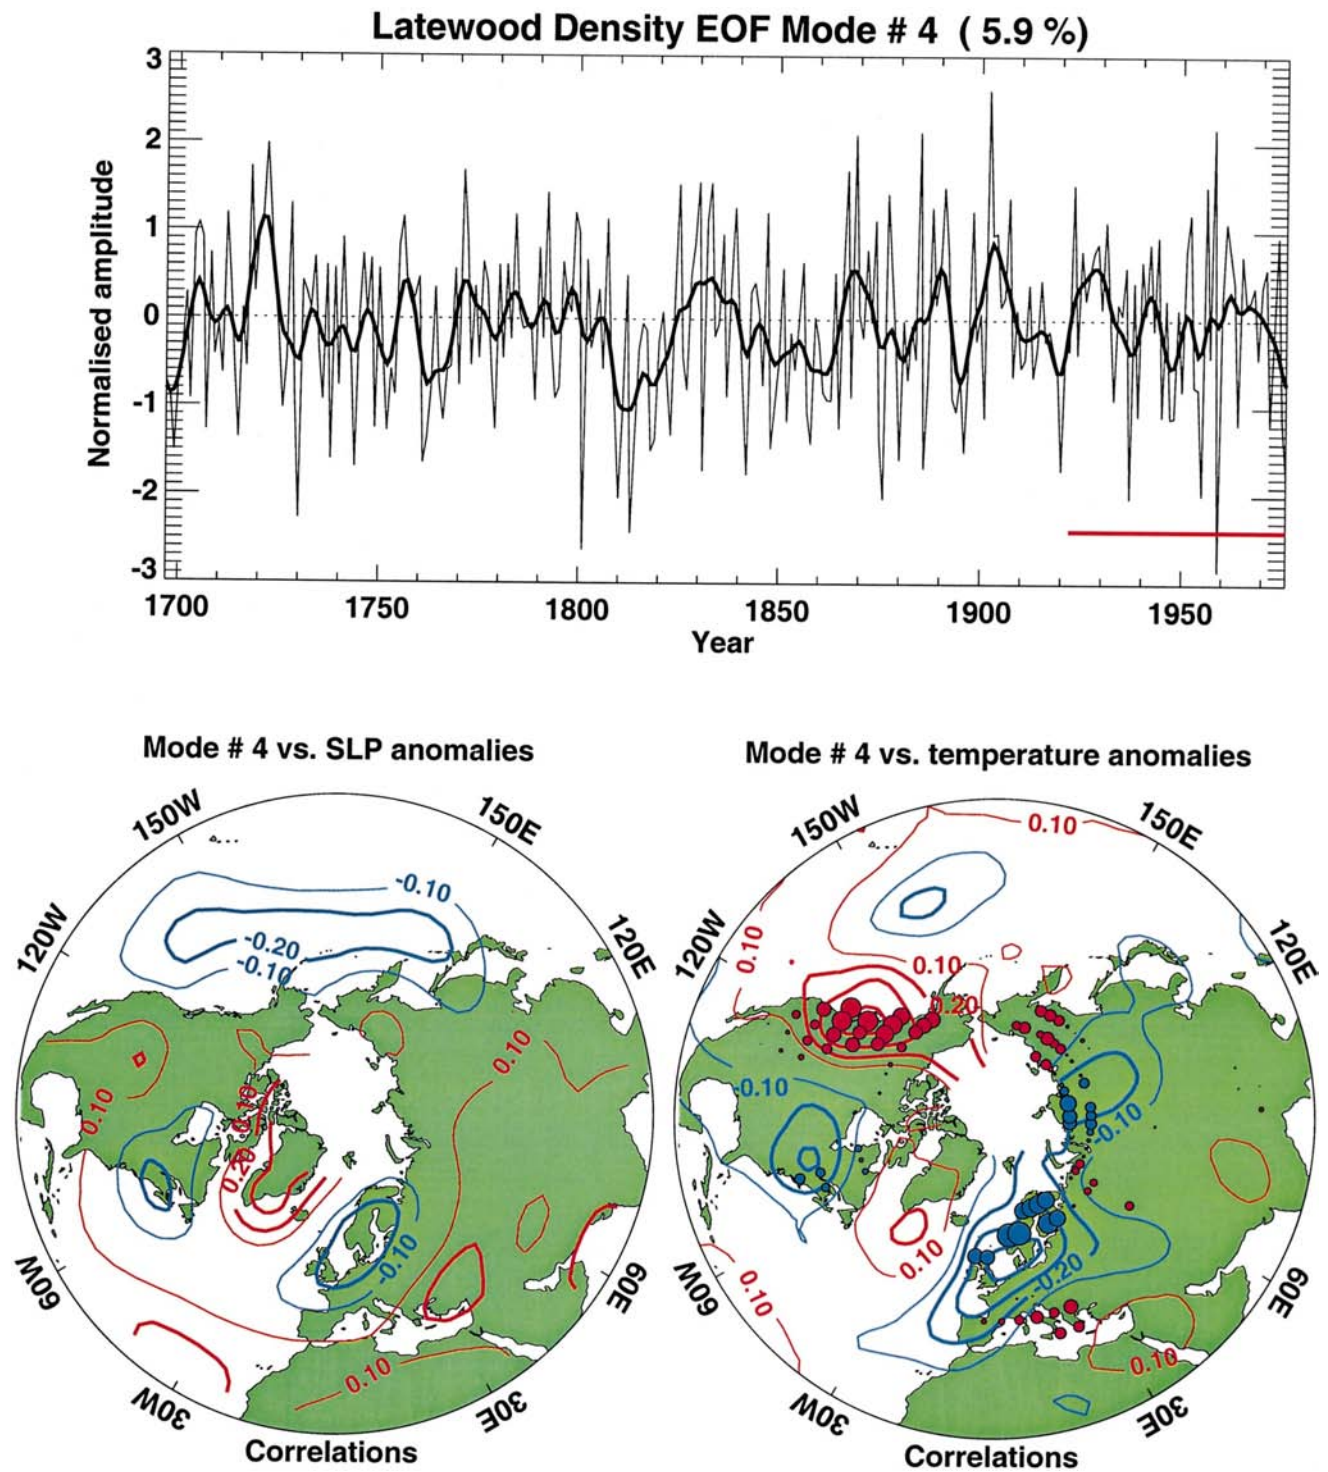 Latewood Density EOF Mode # 4 ( 5.9 %)
Normalised amplitude
3
2
1
0
-1
-2
-3
1700 1750 1800 1850 1900 1950
Year
Mode # 4 vs. SLP anomalies
150W
150E
120W
120E
-0.10
-0.20
-0.10
0.10
0.10
0.10
0.20
-0.10
0.10
60W
60E
30W
30E
Correlations
Mode # 4 vs. temperature anomalies
150W
150E
120W
120E
0.10
0.10
0.10
0.20
-0.10
-0.10
0.10
-0.20
0.10
0.10
60W
60E
30W
30E
Correlations